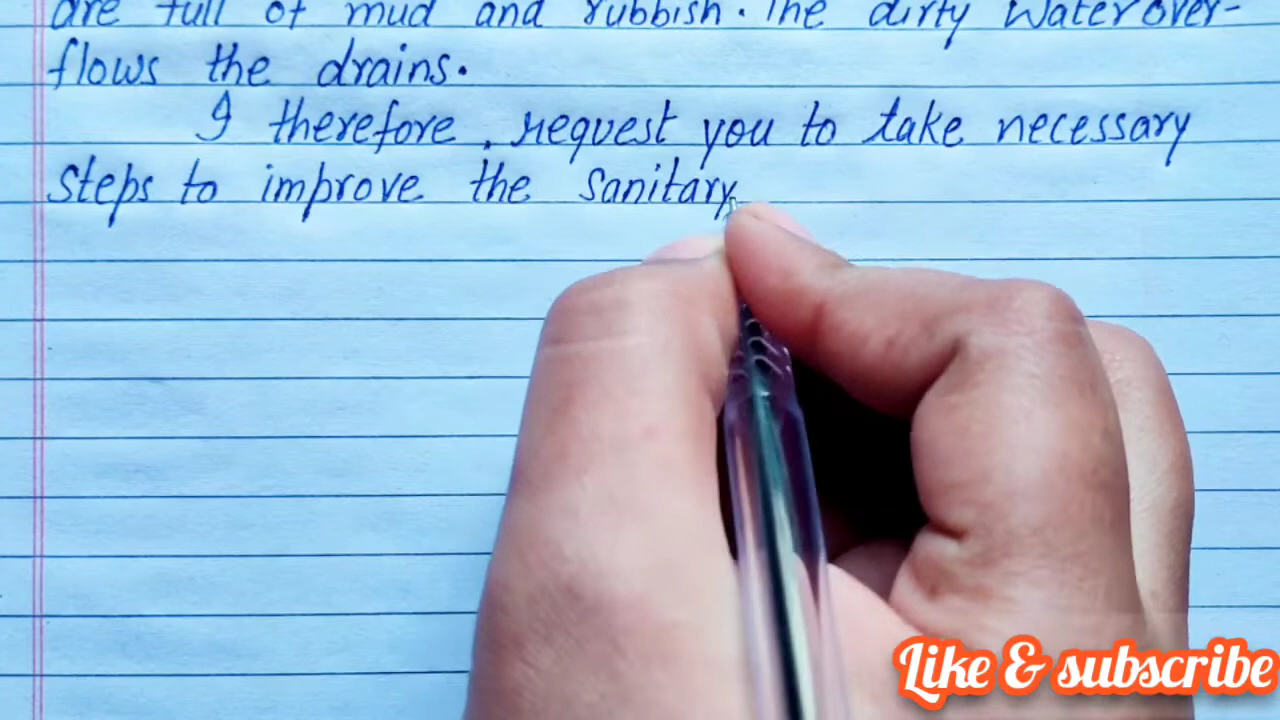 are full of mud and rubbish. The dirty water over-
flows the drains.
I therefore, request you to take necessary
steps to improve the sanitary
Like & subscribe